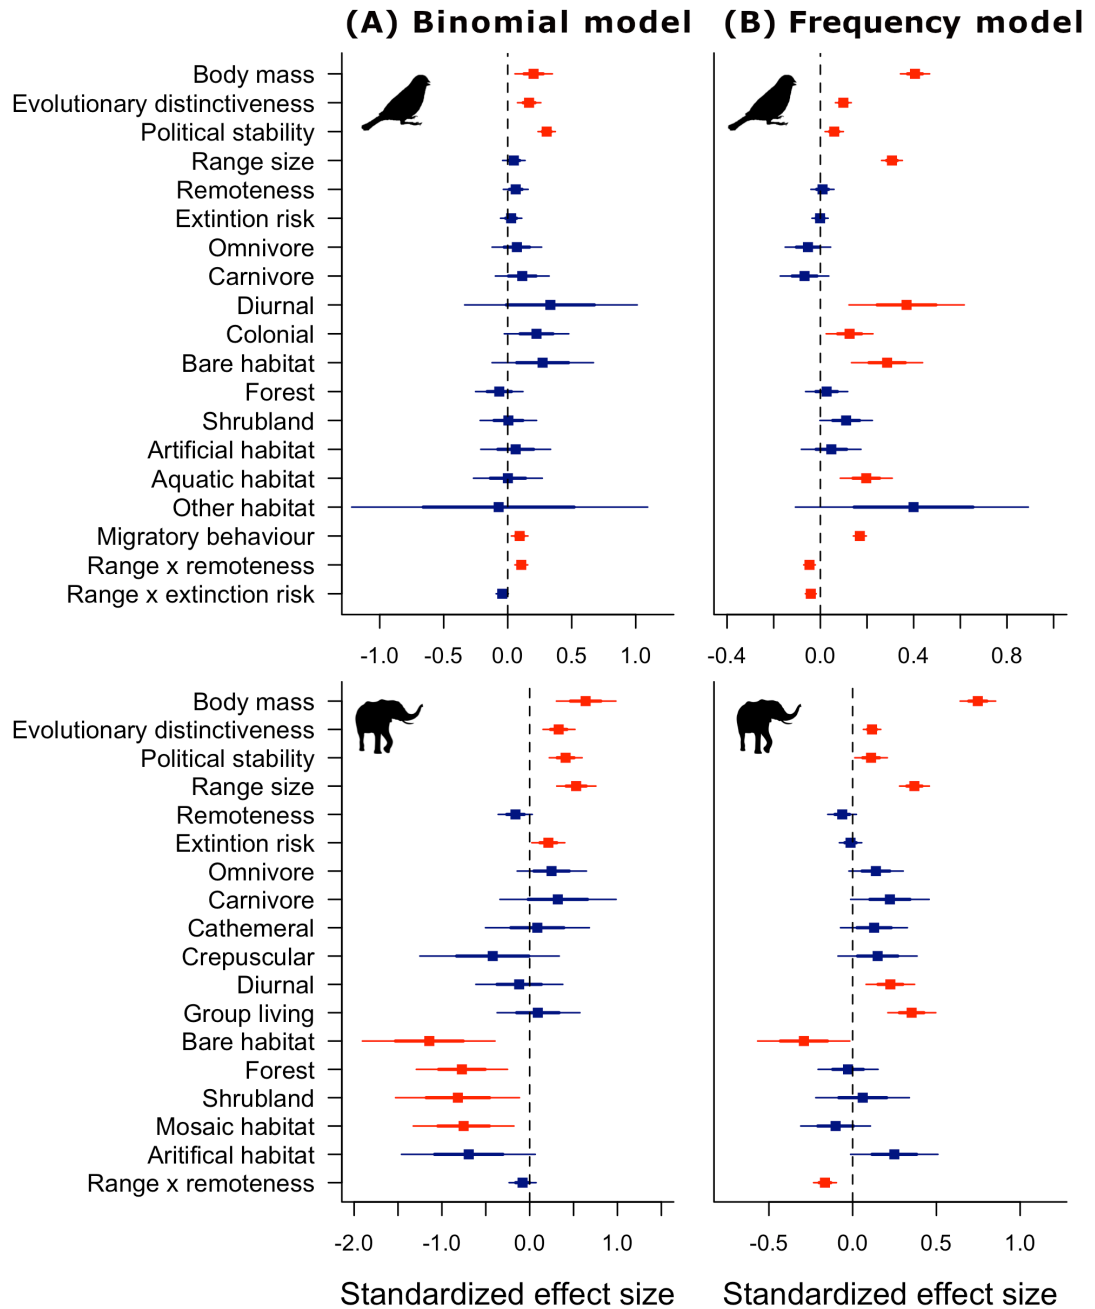 (A) Binomial model (B) Frequency model
Body mass
Evolutionary distinctiveness
Political stability
Range size
Remoteness
Extintion risk
Omnivore
Carnivore
Diurnal
Colonial
Bare habitat
Forest
Shrubland
Artificial habitat
Aquatic habitat
Other habitat
Migratory behaviour
Range x remoteness
Range x extinction risk
-1.0 -0.5 0.0 0.5 1.0 -0.4 0.0 0.4 0.8
Body mass
Evolutionary distinctiveness
Political stability
Range size
Remoteness
Extintion risk
Omnivore
Carnivore
Cathemeral
Crepuscular
Diurnal
Group living
Bare habitat
Forest
Shrubland
Mosaic habitat
Aritifical habitat
Range x remoteness
-2.0 -1.0 0.0 1.0 -0.5 0.0 0.5 1.0
Standardized effect size Standardized effect size